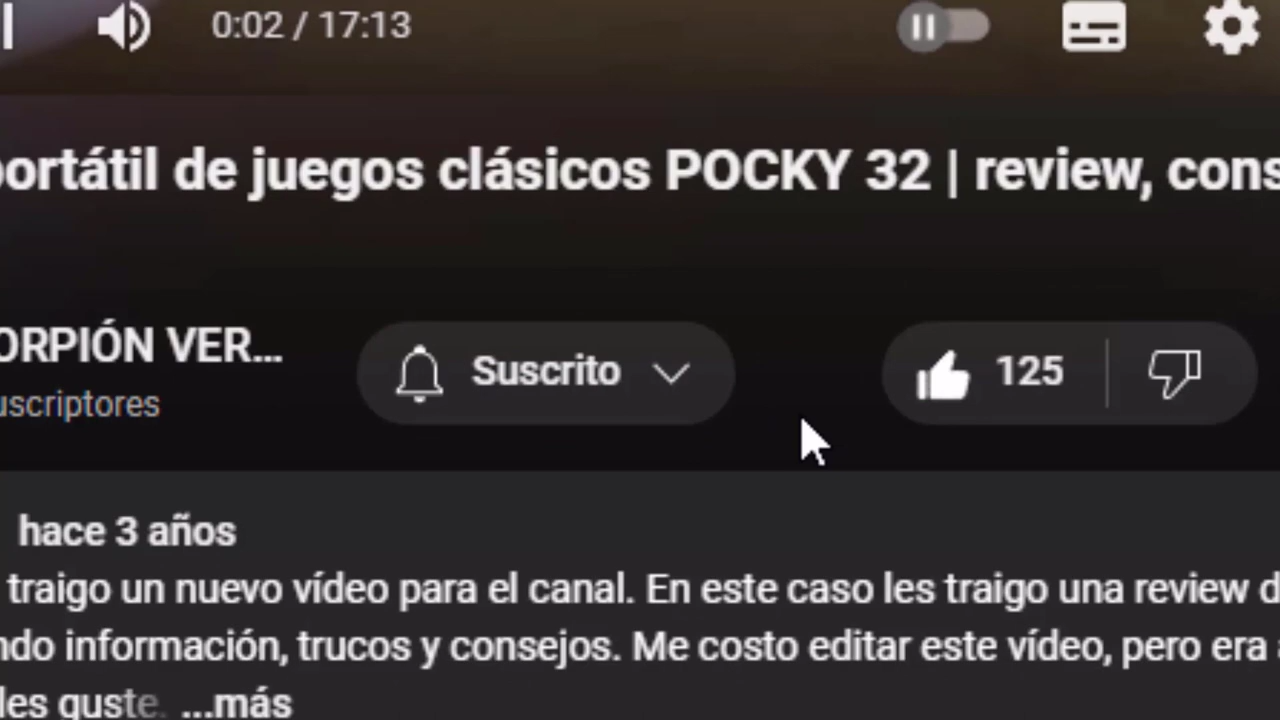 0:02 / 17:13
portátil de juegos clásicos POCKY 32 | review, cons
ORPIÓN VER...
Suscrito
125
uscriptores
hace 3 años
traigo un nuevo vídeo para el canal. En este caso les traigo una review d
ndo información, trucos y consejos. Me costo editar este vídeo, pero era a
les guste. ...más